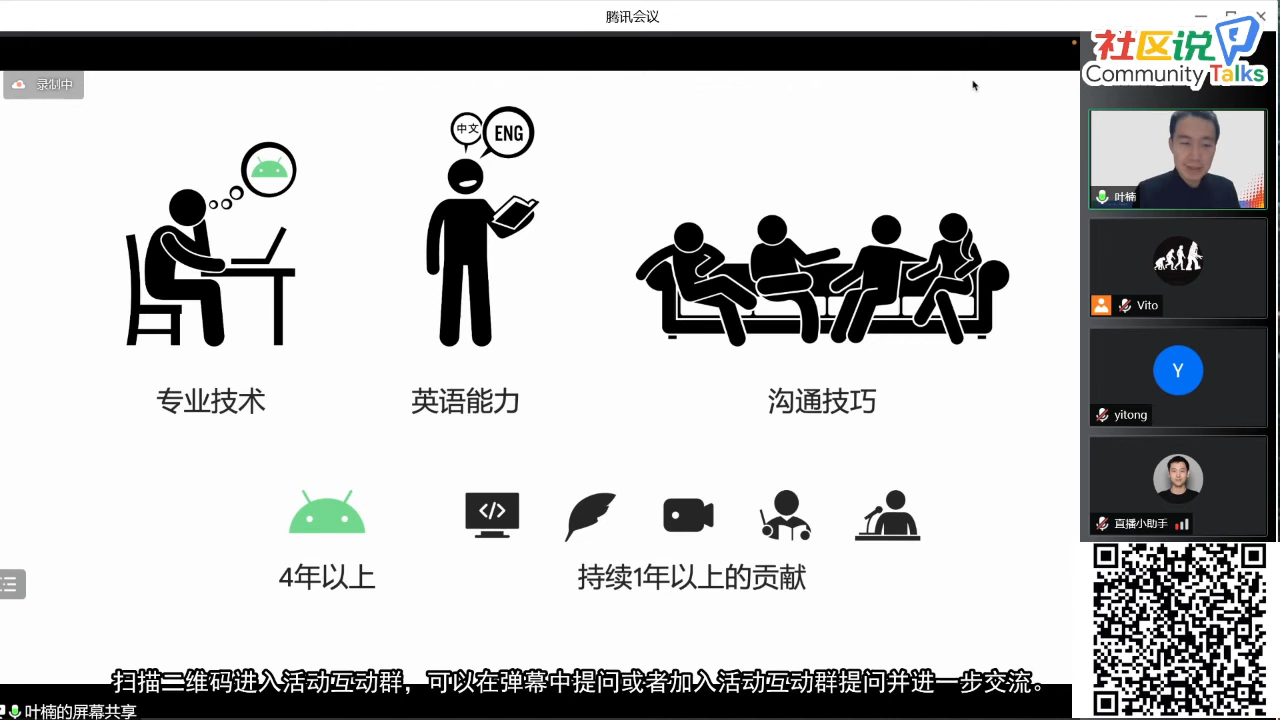 腾讯会议
社区说
Community Talks
录制中
中文
ENG
叶楠
Vito
Y
yitong
直播小助手
专业技术
英语能力
沟通技巧
</>
4年以上
持续1年以上的贡献
扫描二维码进入活动互动群，可以在弹幕中提问或者加入活动互动群提问并进一步交流。
叶楠的屏幕共享